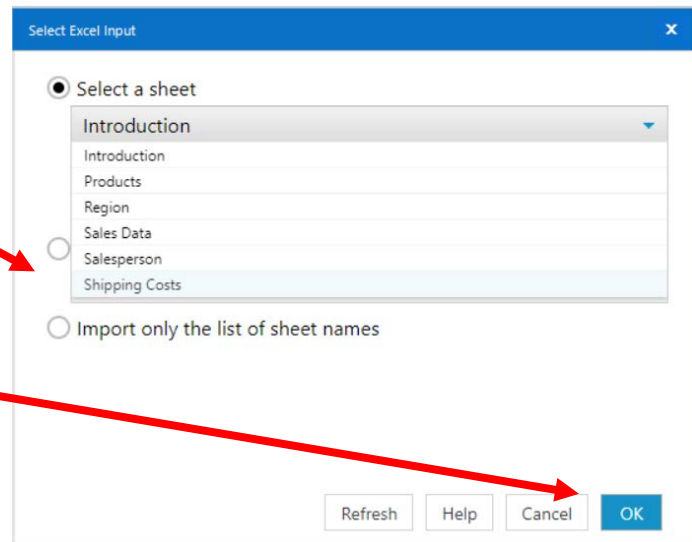 Select Excel Input x
Select a sheet
Introduction
Introduction
Products
Region
Sales Data
Salesperson
Shipping Costs
Import only the list of sheet names
Refresh Help Cancel OK